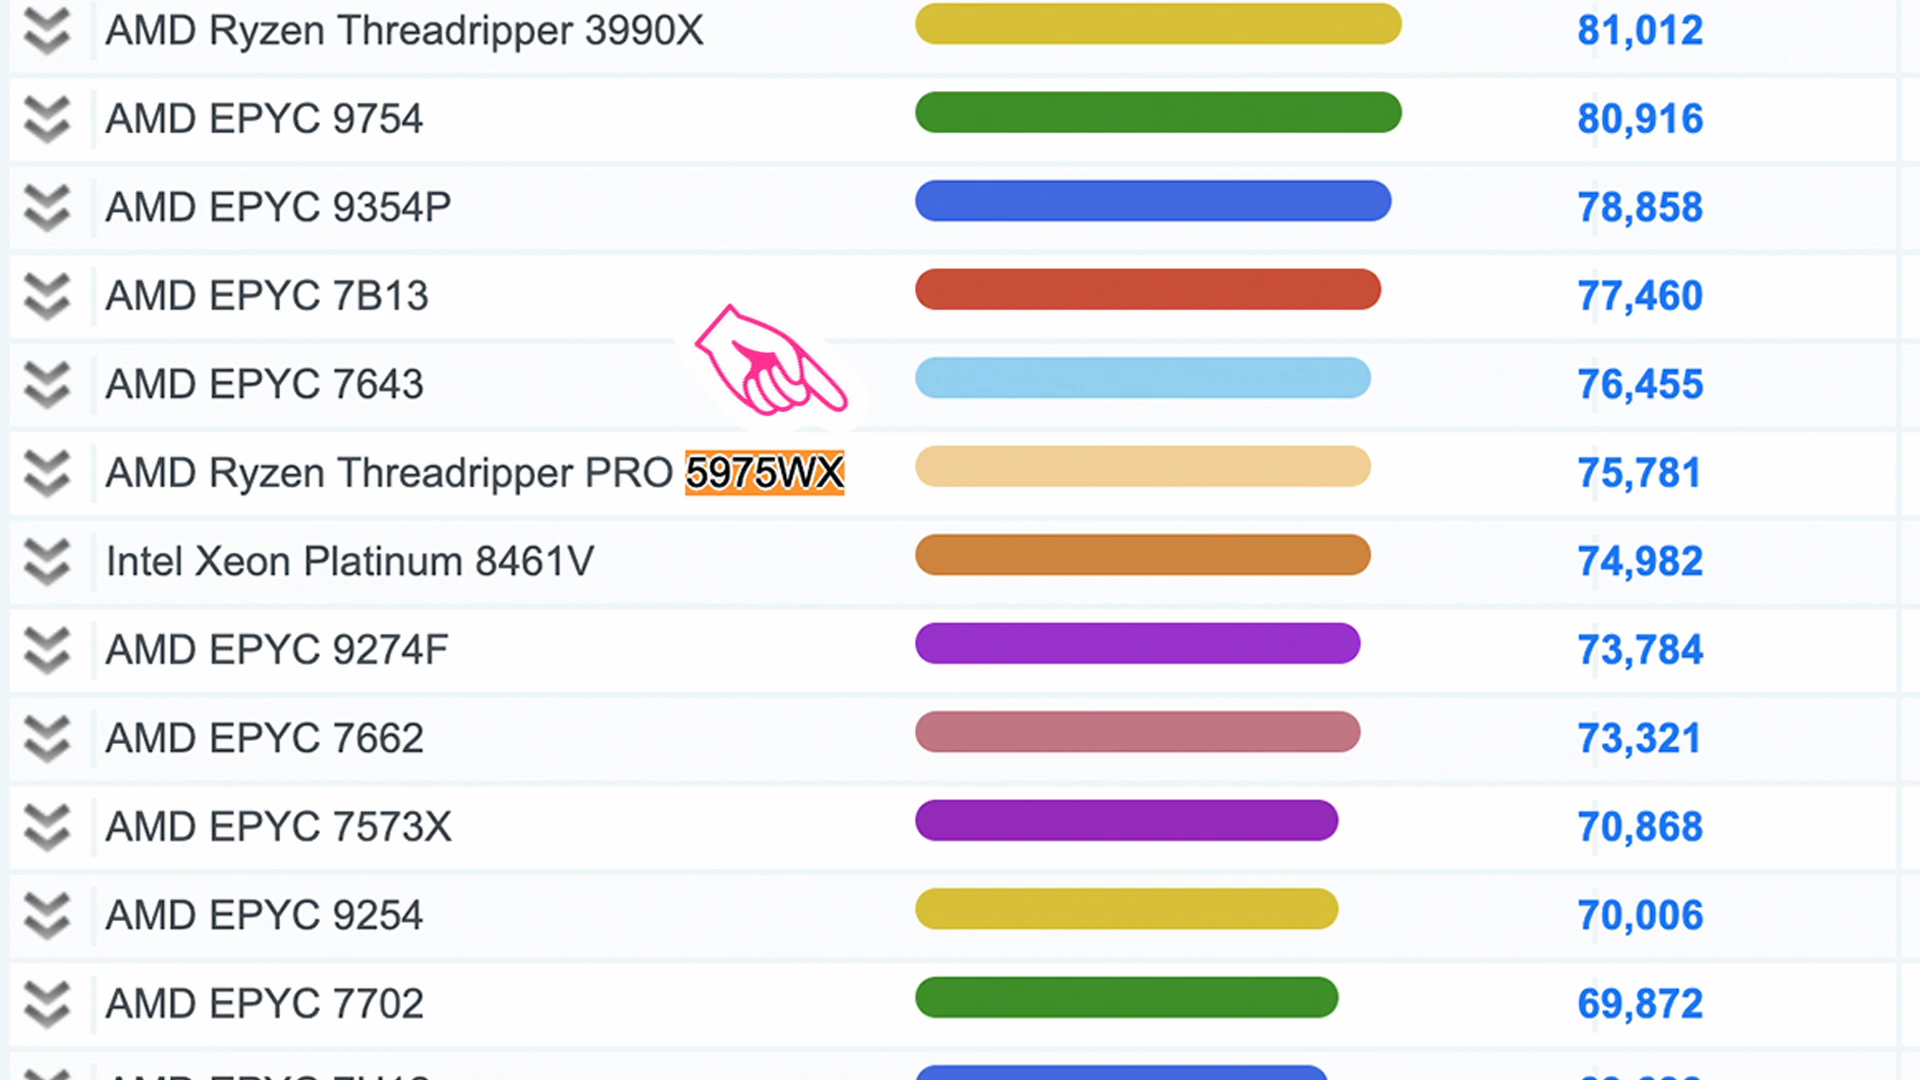 AMD Ryzen Threadripper 3990X 81,012
AMD EPYC 9754 80,916
AMD EPYC 9354P 78,858
AMD EPYC 7B13 77,460
AMD EPYC 7643 76,455
AMD Ryzen Threadripper PRO 5975WX 75,781
Intel Xeon Platinum 8461V 74,982
AMD EPYC 9274F 73,784
AMD EPYC 7662 73,321
AMD EPYC 7573X 70,868
AMD EPYC 9254 70,006
AMD EPYC 7702 69,872
AMD EPYC